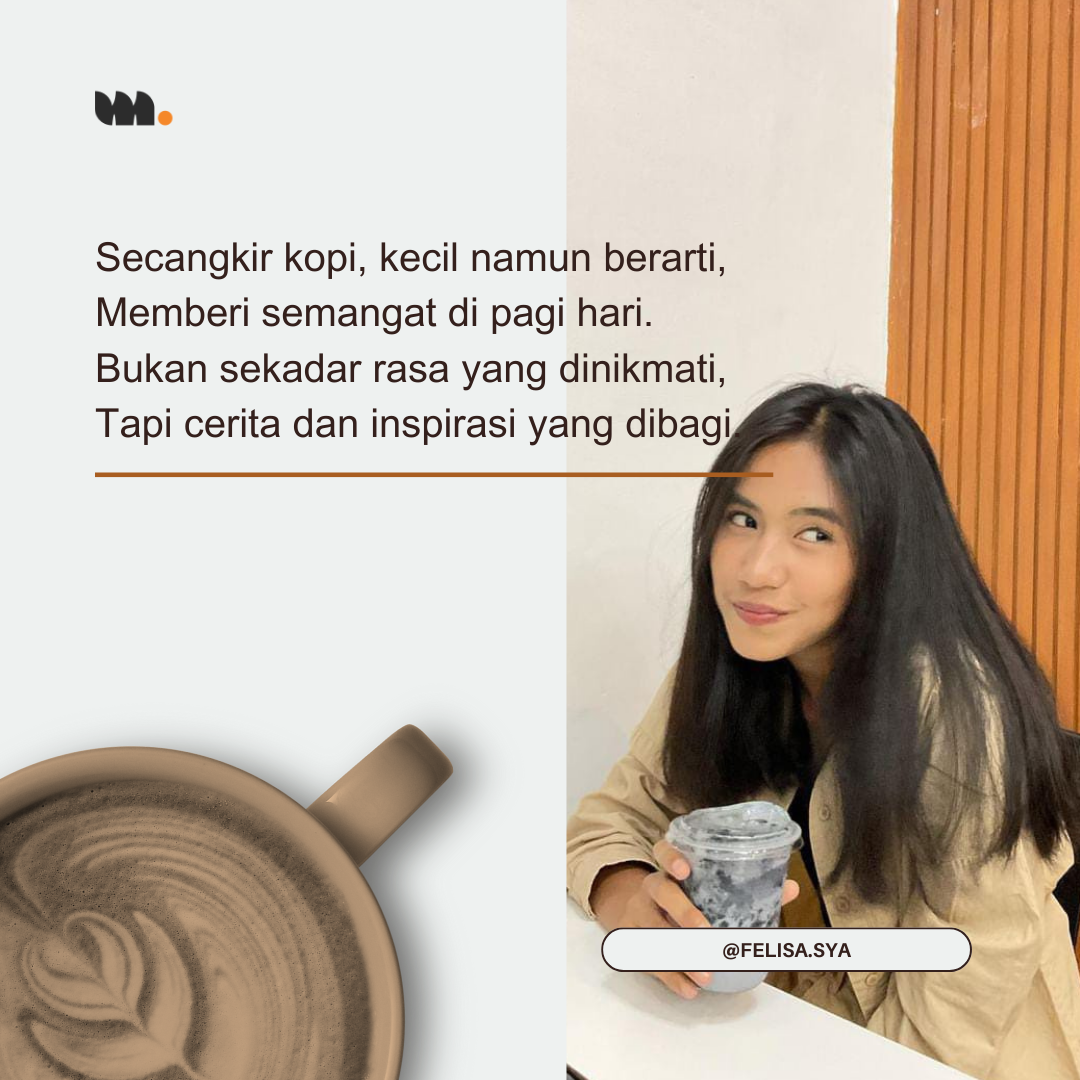 Secangkir kopi, kecil namun berarti,
Memberi semangat di pagi hari.
Bukan sekadar rasa yang dinikmati,
Tapi cerita dan inspirasi yang dibagi.
@FELISA.SYA